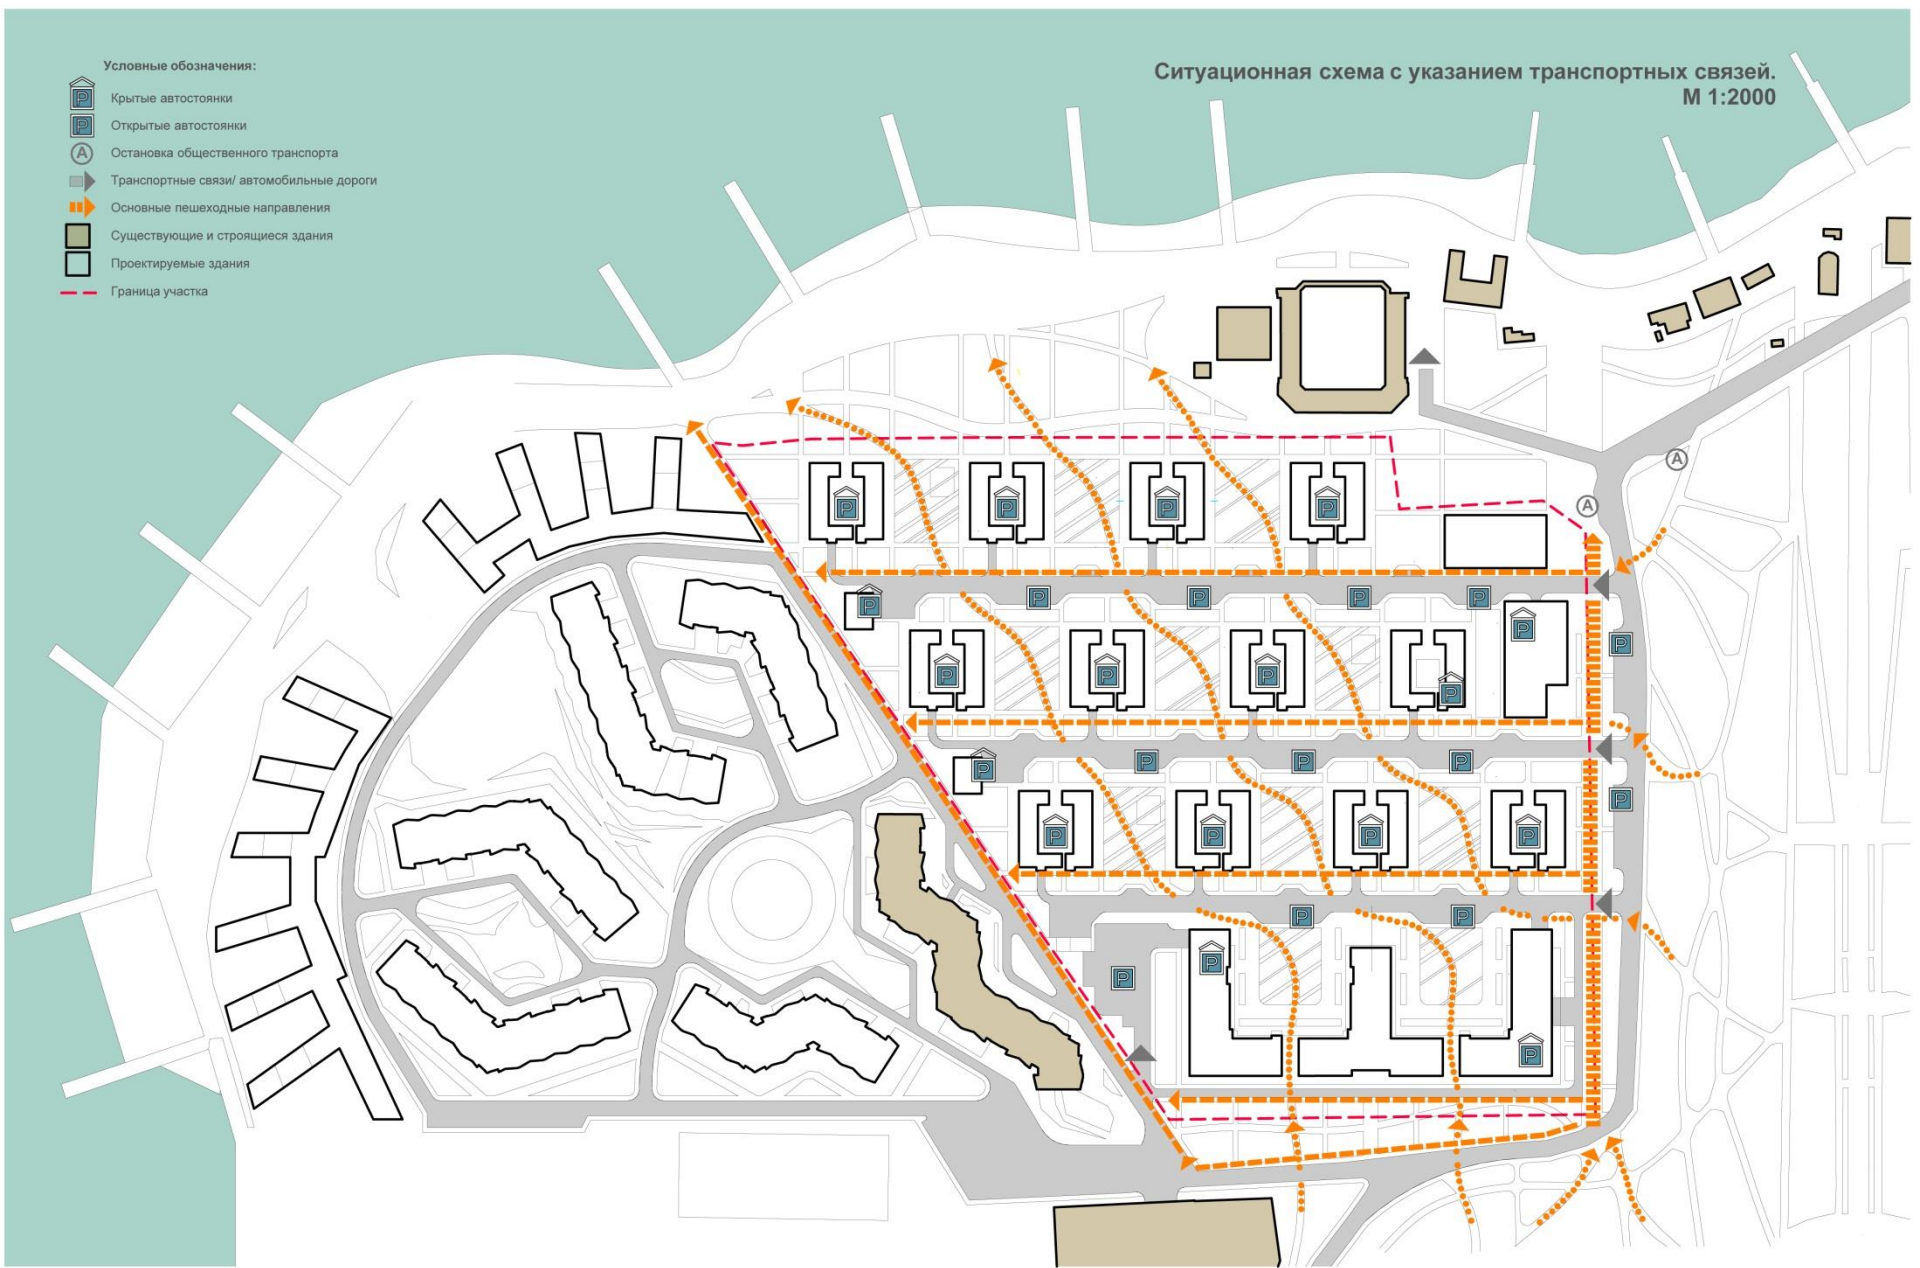 Условные обозначения:
P Крытые автостоянки
P Открытые автостоянки
А Остановка общественного транспорта
Транспортные связи/ автомобильные дороги
Основные пешеходные направления
Существующие и строящиеся здания
Проектируемые здания
Граница участка
Ситуационная схема с указанием транспортных связей.
М 1:2000
А
А
P P P P
P P P P P
P
P
P P P P
P P P P
P
P P P P
P P
P
P
P